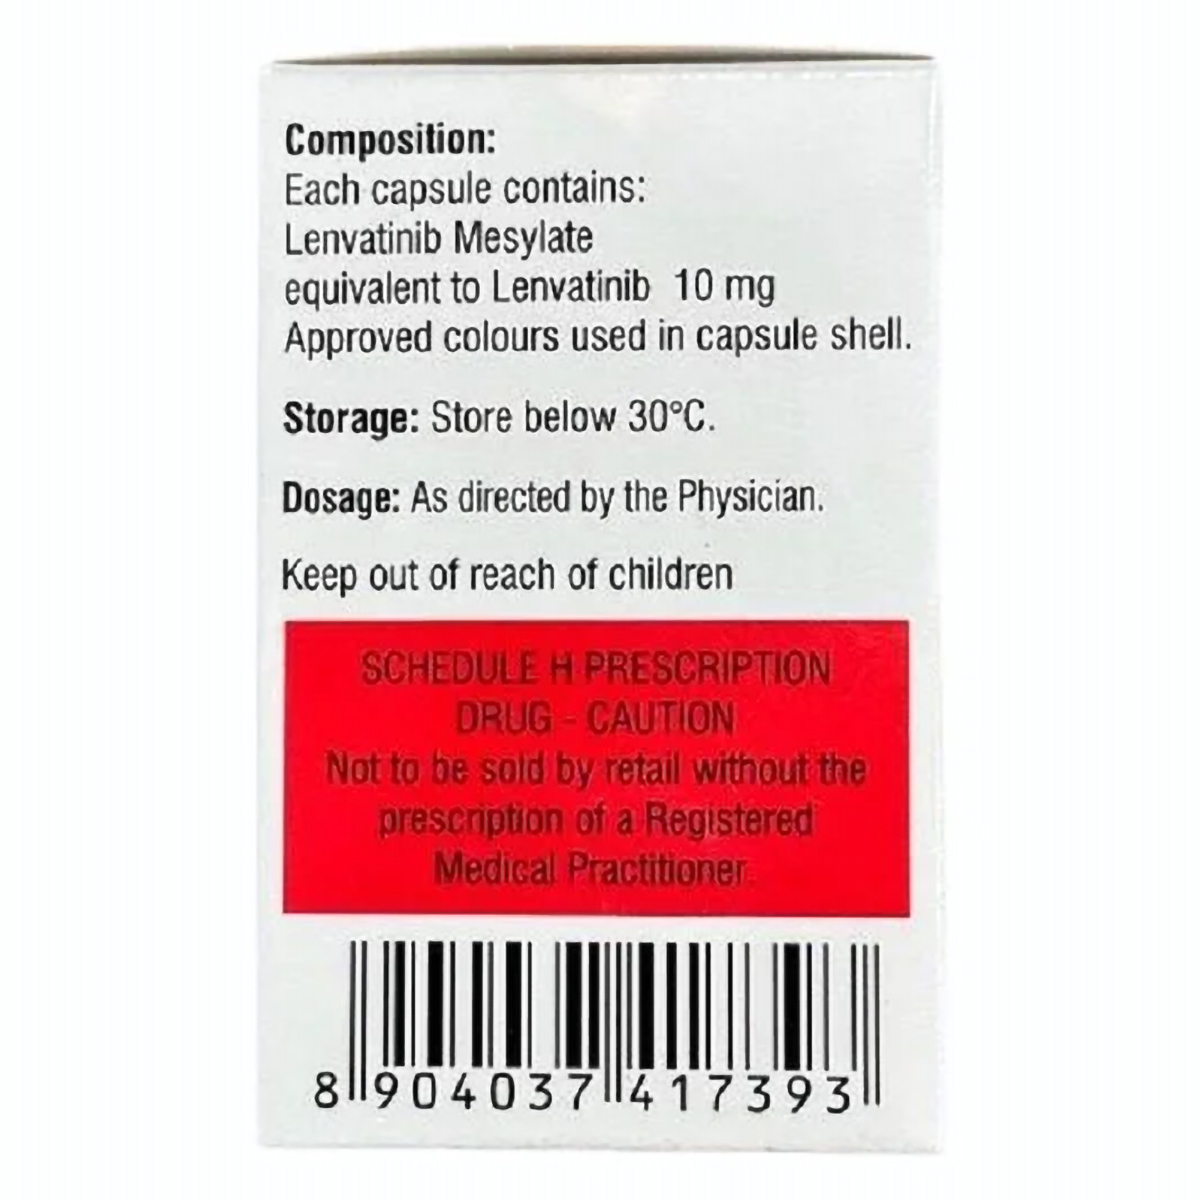 Composition:
Each capsule contains:
Lenvatinib Mesylate
equivalent to Lenvatinib 10 mg
Approved colours used in capsule shell.
Storage: Store below 30°C.
Dosage: As directed by the Physician.
Keep out of reach of children
SCHEDULE H PRESCRIPTION
DRUG - CAUTION
Not to be sold by retail without the
prescription of a Registered
Medical Practitioner
8 904037 417393